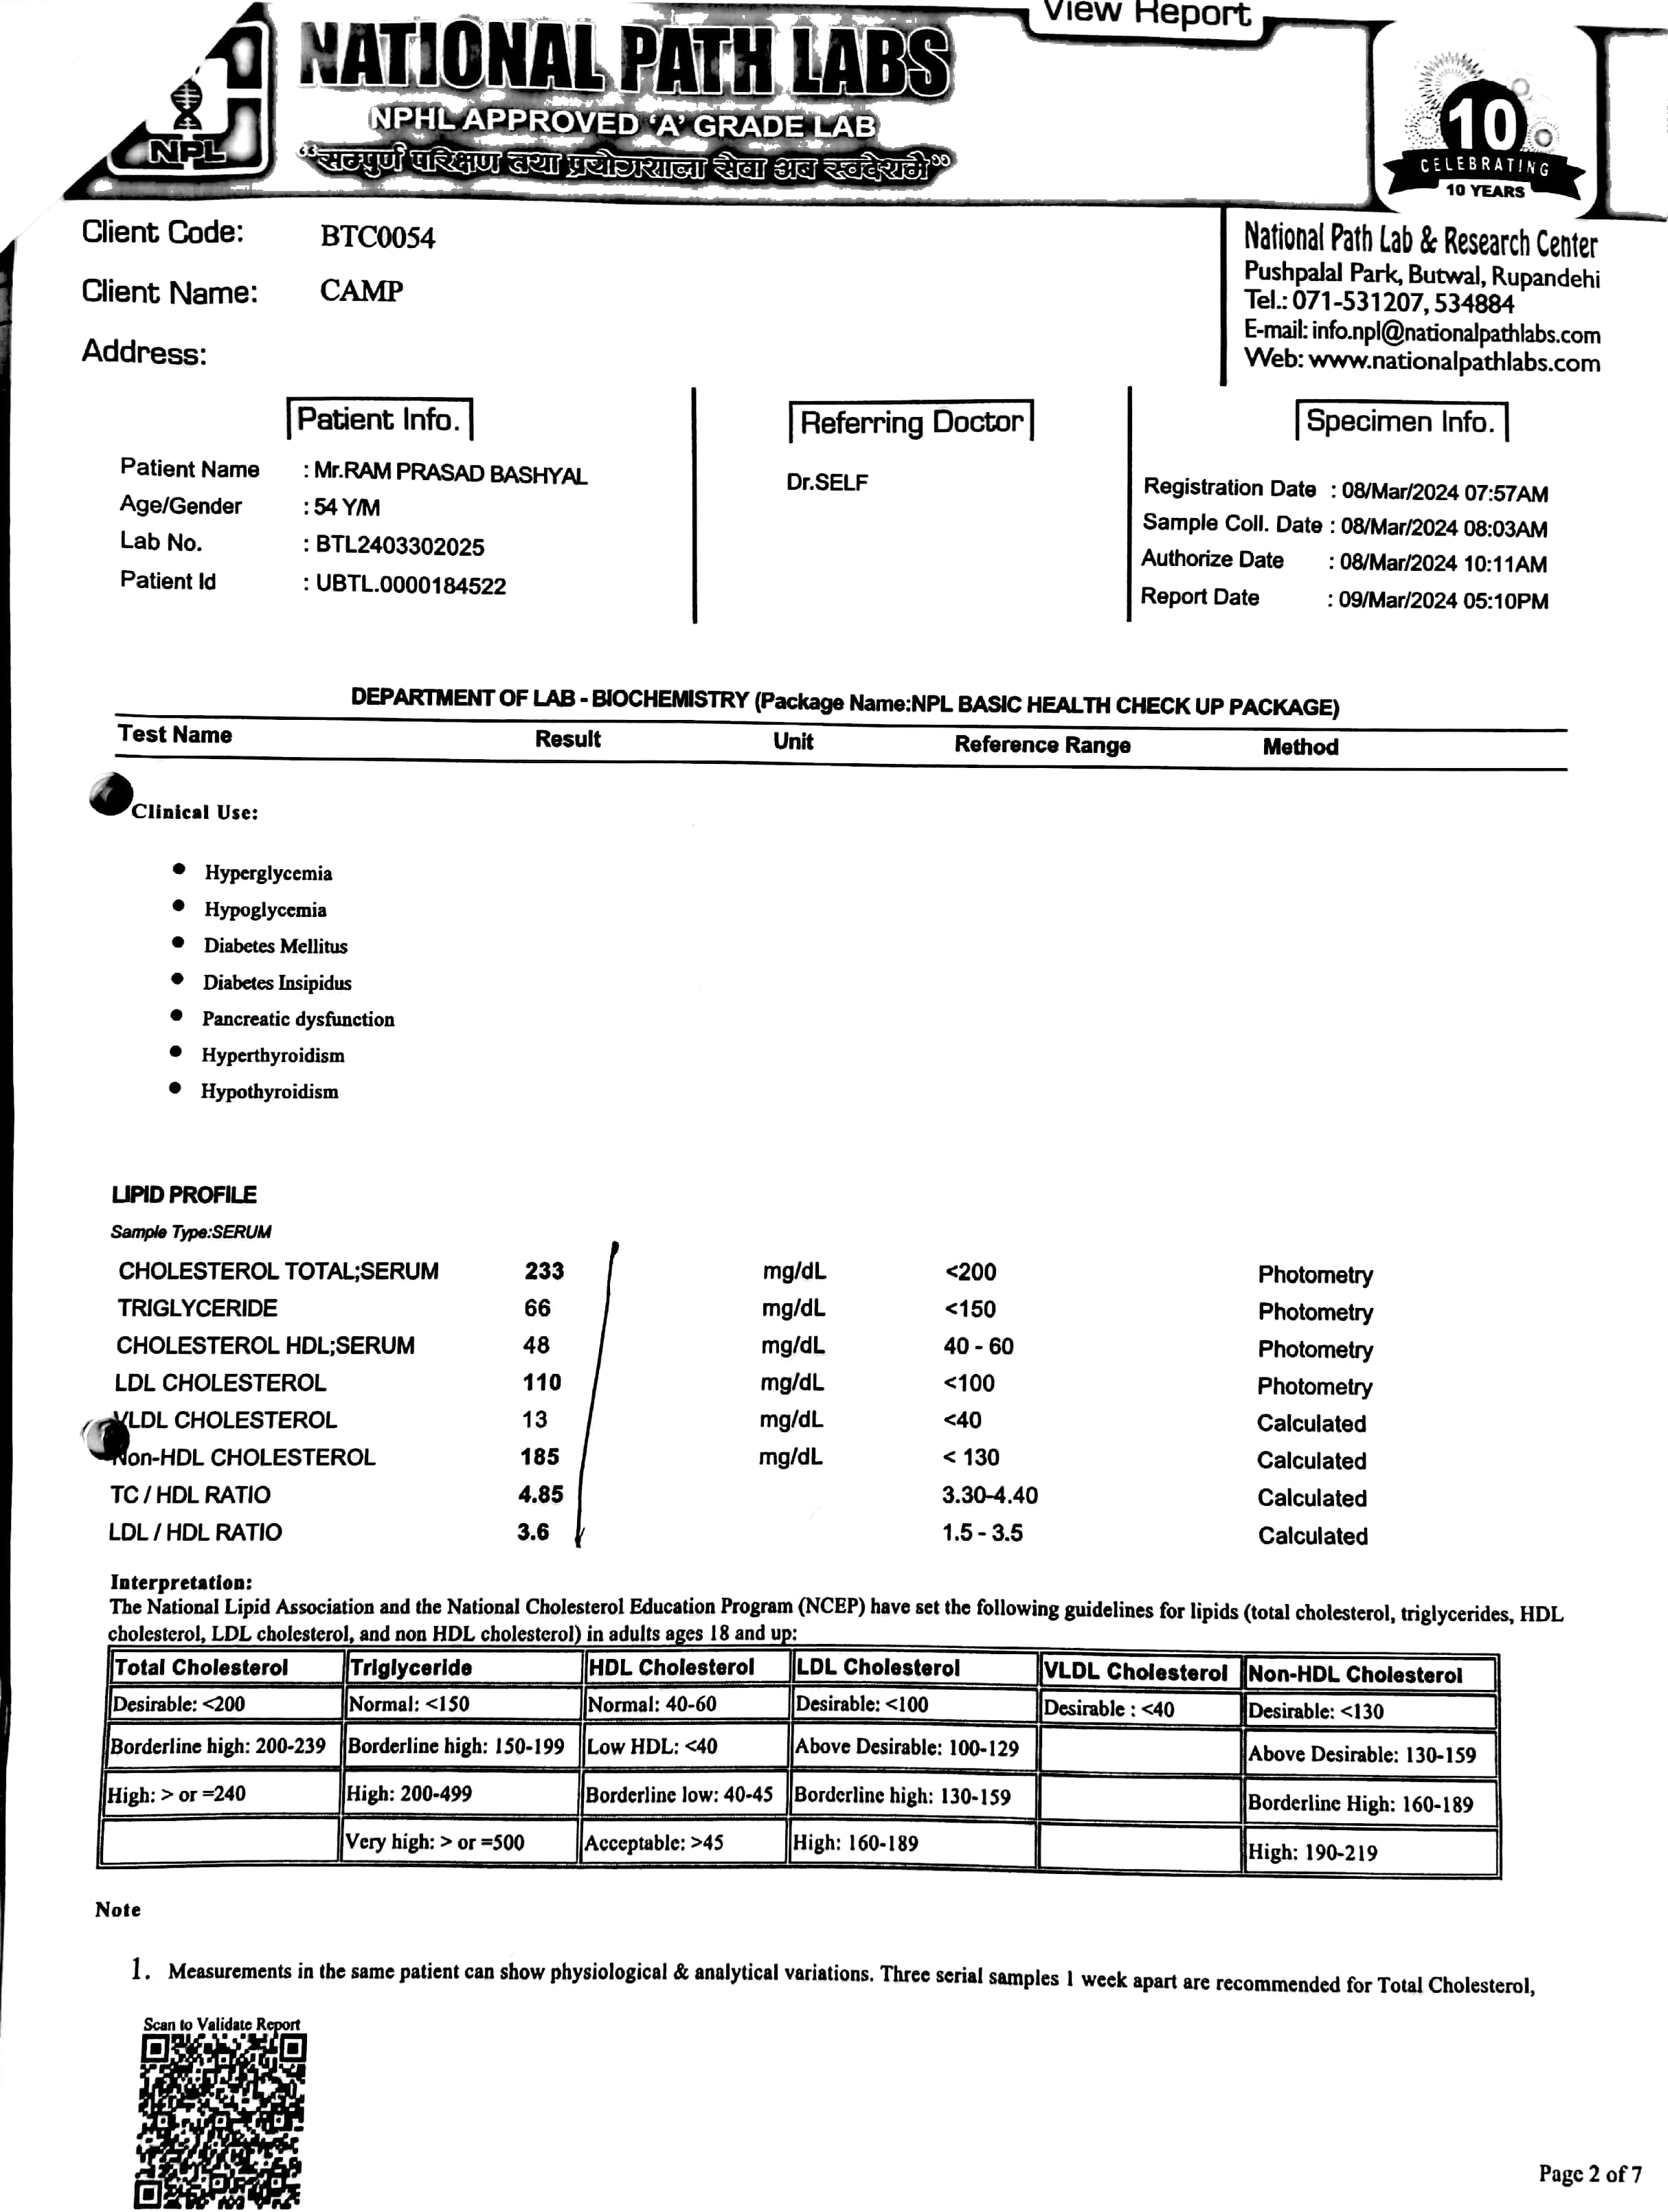 View Report
NATIONAL PATH LABS
NPHL APPROVED 'A' GRADE LAB
"सम्पुर्ण परिक्षण तथा प्रयोगशाला सेवा अब स्वदेशमै"
NPL
10
CELEBRATING
10 YEARS
Client Code: BTC0054
Client Name: CAMP
Address:
National Path Lab & Research Center
Pushpalal Park, Butwal, Rupandehi
Tel.: 071-531207, 534884
E-mail: info.npl@nationalpathlabs.com
Web: www.nationalpathlabs.com
Patient Info.
Patient Name : Mr.RAM PRASAD BASHYAL
Age/Gender : 54 Y/M
Lab No. : BTL2403302025
Patient Id : UBTL.0000184522
Referring Doctor
Dr.SELF
Specimen Info.
Registration Date : 08/Mar/2024 07:57AM
Sample Coll. Date : 08/Mar/2024 08:03AM
Authorize Date : 08/Mar/2024 10:11AM
Report Date : 09/Mar/2024 05:10PM
DEPARTMENT OF LAB - BIOCHEMISTRY (Package Name:NPL BASIC HEALTH CHECK UP PACKAGE)
Test Name Result Unit Reference Range Method
Clinical Use:
• Hyperglycemia
• Hypoglycemia
• Diabetes Mellitus
• Diabetes Insipidus
• Pancreatic dysfunction
• Hyperthyroidism
• Hypothyroidism
LIPID PROFILE
Sample Type:SERUM
CHOLESTEROL TOTAL;SERUM 233 mg/dL <200 Photometry
TRIGLYCERIDE 66 mg/dL <150 Photometry
CHOLESTEROL HDL;SERUM 48 mg/dL 40 - 60 Photometry
LDL CHOLESTEROL 110 mg/dL <100 Photometry
VLDL CHOLESTEROL 13 mg/dL <40 Calculated
Non-HDL CHOLESTEROL 185 mg/dL < 130 Calculated
TC / HDL RATIO 4.85 3.30-4.40 Calculated
LDL / HDL RATIO 3.6 1.5 - 3.5 Calculated
Interpretation:
The National Lipid Association and the National Cholesterol Education Program (NCEP) have set the following guidelines for lipids (total cholesterol, triglycerides, HDL
cholesterol, LDL cholesterol, and non HDL cholesterol) in adults ages 18 and up:
Total Cholesterol Triglyceride HDL Cholesterol LDL Cholesterol VLDL Cholesterol Non-HDL Cholesterol
Desirable: <200 Normal: <150 Normal: 40-60 Desirable: <100 Desirable : <40 Desirable: <130
Borderline high: 200-239 Borderline high: 150-199 Low HDL: <40 Above Desirable: 100-129 Above Desirable: 130-159
High: > or =240 High: 200-499 Borderline low: 40-45 Borderline high: 130-159 Borderline High: 160-189
Very high: > or =500 Acceptable: >45 High: 160-189 High: 190-219
Note
1. Measurements in the same patient can show physiological & analytical variations. Three serial samples 1 week apart are recommended for Total Cholesterol,
Scan to Validate Report
Page 2 of 7